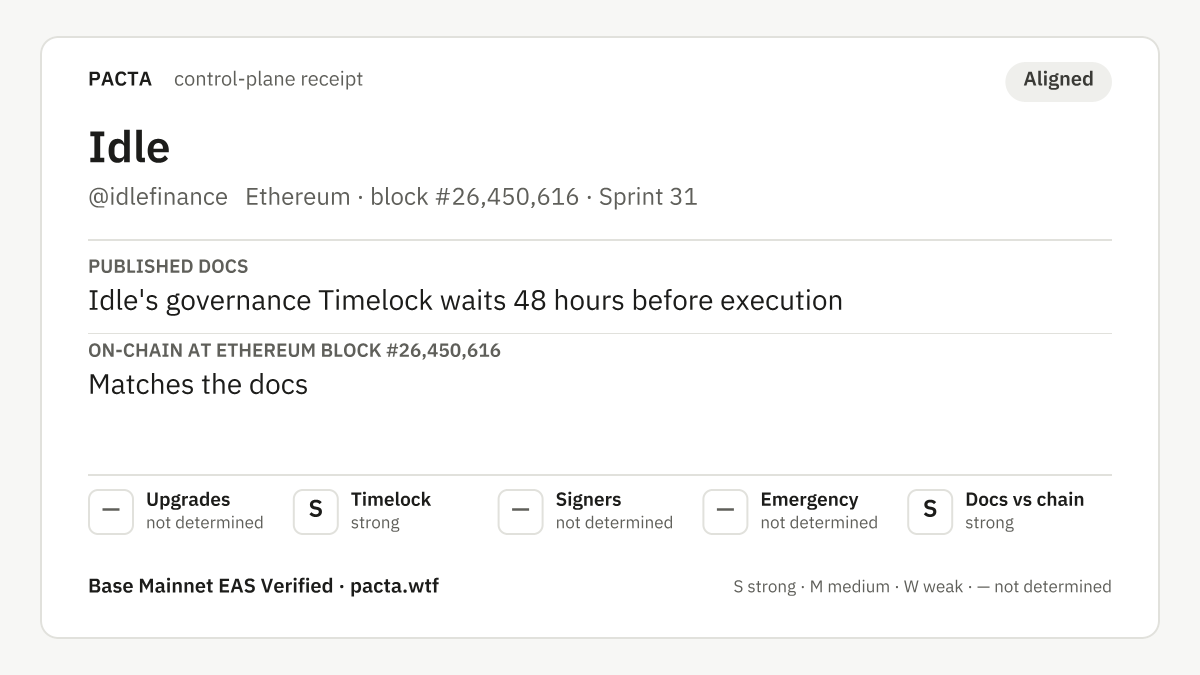 PACTA control-plane receipt Aligned
Idle
@idlefinance Ethereum · block #26,450,616 · Sprint 31
PUBLISHED DOCS
Idle's governance Timelock waits 48 hours before execution
ON-CHAIN AT ETHEREUM BLOCK #26,450,616
Matches the docs
— Upgrades not determined
S Timelock strong
— Signers not determined
— Emergency not determined
S Docs vs chain strong
Base Mainnet EAS Verified · pacta.wtf
S strong · M medium · W weak · — not determined